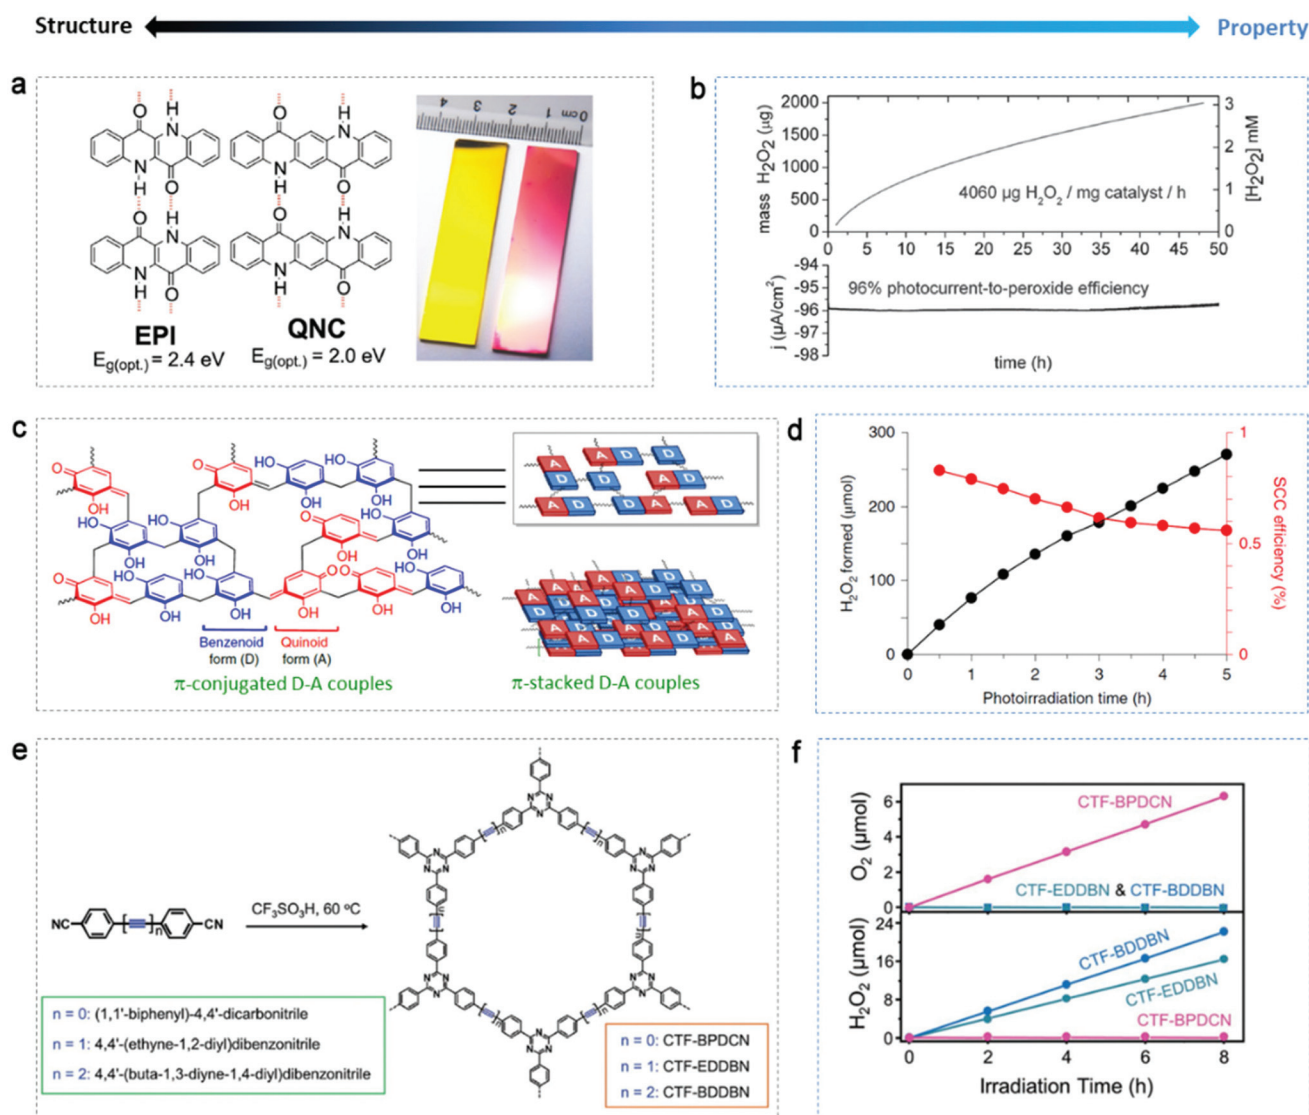 Structure
Property
a
O H
N
N
H O
O H
N
N
H O
O H
N
N
H O
O H
N
N
H O
EPI
QNC
Eg(opt.) = 2.4 eV
Eg(opt.) = 2.0 eV
4 3 2 1 0 cm
b
2000
1500
1000
500
0
mass H₂O₂ (µg)
3
2
1
0
[H₂O₂] mM
4060 µg H₂O₂ / mg catalyst / h
0 5 10 15 20 25 30 35 40 45 50
-94
-95
-96
-97
-98
j (µA/cm²)
96% photocurrent-to-peroxide efficiency
time (h)
c
Benzenoid
form (D)
Quinoid
form (A)
π-conjugated D-A couples
π-stacked D-A couples
d
300
200
100
0
H₂O₂ formed (µmol)
1
0.5
0
SCC efficiency (%)
0 1 2 3 4 5
Photoirradiation time (h)
e
NC
n
CN
CF₃SO₃H, 60 ºC
n = 0: (1,1'-biphenyl)-4,4'-dicarbonitrile
n = 1: 4,4'-(ethyne-1,2-diyl)dibenzonitrile
n = 2: 4,4'-(buta-1,3-diyne-1,4-diyl)dibenzonitrile
n = 0: CTF-BPDCN
n = 1: CTF-EDDBN
n = 2: CTF-BDDBN
f
6
4
2
0
O₂ (µmol)
CTF-BPDCN
CTF-EDDBN & CTF-BDDBN
24
16
8
0
H₂O₂ (µmol)
CTF-BDDBN
CTF-EDDBN
CTF-BPDCN
0 2 4 6 8
Irradiation Time (h)